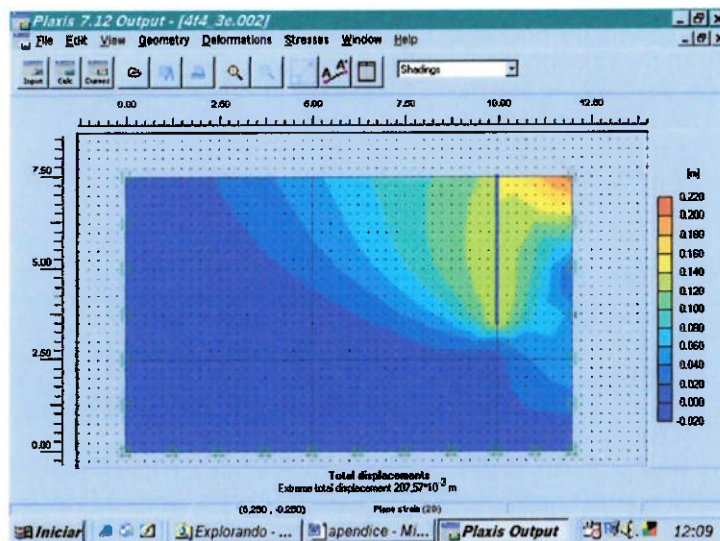 Plaxis 7.12 Output - [4f4_3e.002]
File Edit View Geometry Deformations Stresses Window Help
Input Calc Curves A A* Shadings
0.00 2.50 5.00 7.50 10.00 12.50
7.50
5.00
2.50
0.00
[m]
0.220
0.200
0.180
0.160
0.140
0.120
0.100
0.080
0.060
0.040
0.020
0.000
-0.020
Total displacements
Extreme total displacement 207,57*10-3 m
(6.250 , -0.250) Plane strain
Iniciar Explorando - ... apendice - Mi... Plaxis Output 12:09